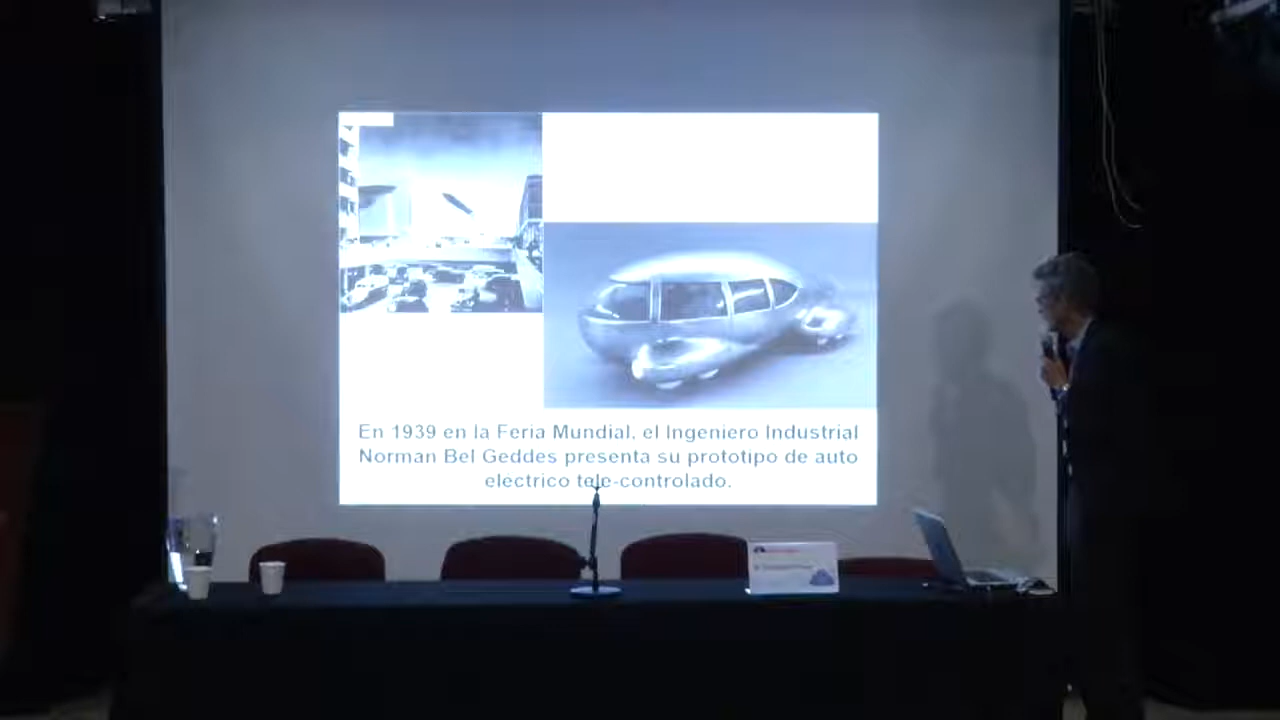 En 1939 en la Feria Mundial, el Ingeniero Industrial
Norman Bel Geddes presenta su prototipo de auto
electrico tele-controlado.